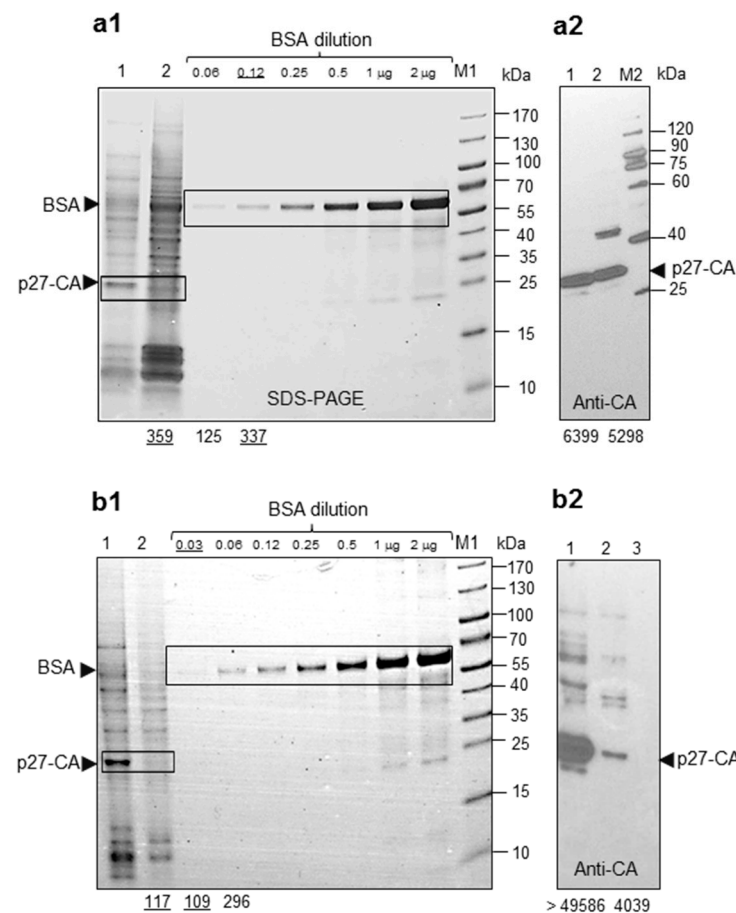 a1
BSA dilution
1 2 0.06 0.12 0.25 0.5 1 µg 2 µg M1 kDa
170
130
100
70
BSA
55
40
35
p27-CA
25
15
10
SDS-PAGE
359 125 337
a2
1 2 M2 kDa
120
90
75
60
40
p27-CA
25
Anti-CA
6399 5298
b1
BSA dilution
1 2 0.03 0.06 0.12 0.25 0.5 1 µg 2 µg M1 kDa
170
130
100
70
BSA
55
40
35
25
p27-CA
15
10
117 109 296
b2
1 2 3
p27-CA
Anti-CA
> 49586 4039